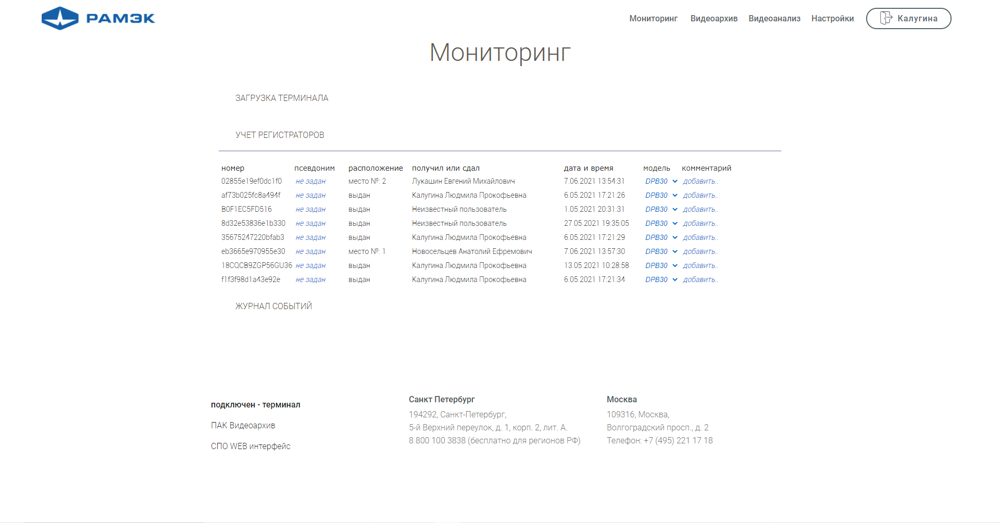 РАМЭК
Мониторинг Видеоархив Видеоанализ Настройки Калугина
Мониторинг
ЗАГРУЗКА ТЕРМИНАЛА
УЧЕТ РЕГИСТРАТОРОВ
номер псевдоним расположение получил или сдал дата и время модель комментарий
02855e19ef0dc1f0 не задан место №: 2 Лукашин Евгений Михайлович 7.06.2021 13:54:31 DPB30 добавить..
af73b025fc8a494f не задан выдан Калугина Людмила Прокофьевна 6.05.2021 17:21:26 DPB30 добавить..
B0F1EC5FD516 не задан выдан Неизвестный пользователь 1.05.2021 20:31:31 DPB30 добавить..
8d32e53836e1b330 не задан выдан Неизвестный пользователь 27.05.2021 19:35:05 DPB30 добавить..
35675247220bfab3 не задан выдан Калугина Людмила Прокофьевна 6.05.2021 17:21:29 DPB30 добавить..
eb3665e970955e30 не задан место №: 1 Новосельцев Анатолий Ефремович 7.06.2021 13:57:30 DPB30 добавить..
18CQCB9ZGP56GU36 не задан выдан Калугина Людмила Прокофьевна 13.05.2021 10:28:58 DPB30 добавить..
f1f3f98d1a43e92e не задан выдан Калугина Людмила Прокофьевна 6.05.2021 17:21:34 DPB30 добавить..
ЖУРНАЛ СОБЫТИЙ
подключен - терминал
ПАК Видеоархив
СПО WEB интерфейс
Санкт Петербург
194292, Санкт-Петербург,
5-й Верхний переулок, д. 1, корп. 2, лит. А.
8 800 100 3838 (бесплатно для регионов РФ)
Москва
109316, Москва,
Волгоградский просп., д. 2
Телефон: +7 (495) 221 17 18